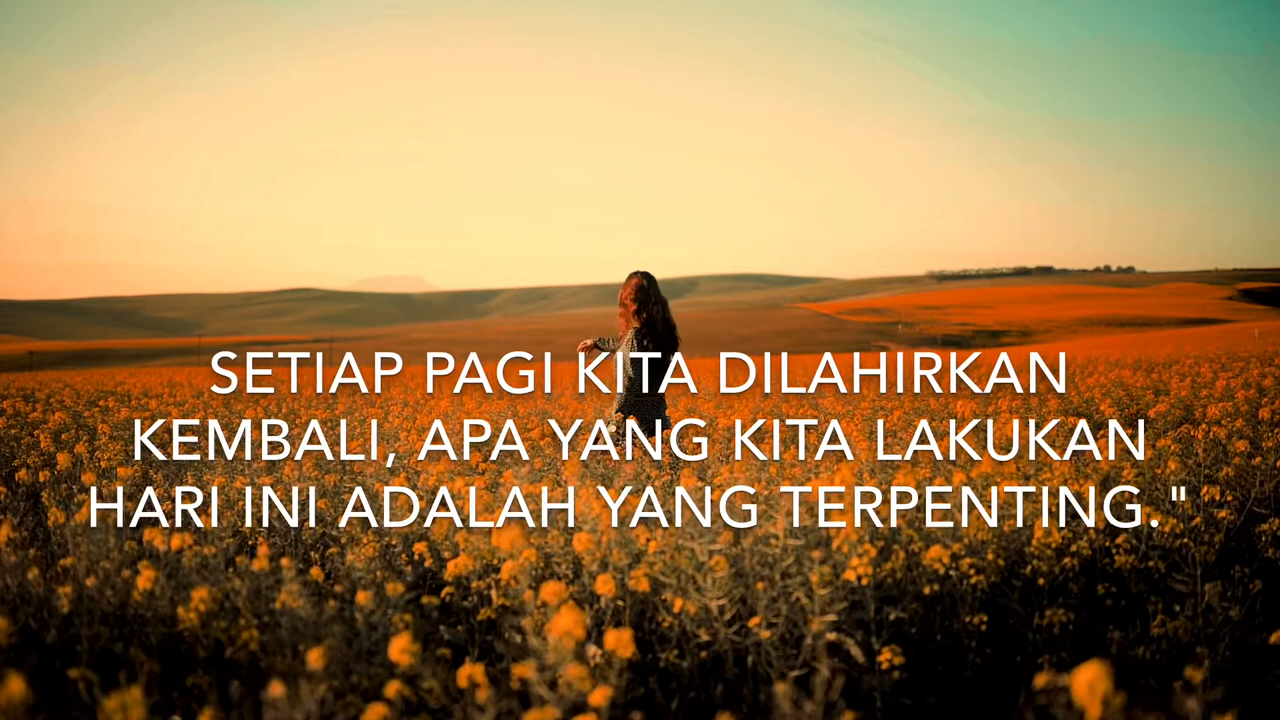 SETIAP PAGI KITA DILAHIRKAN
KEMBALI, APA YANG KITA LAKUKAN
HARI INI ADALAH YANG TERPENTING. "